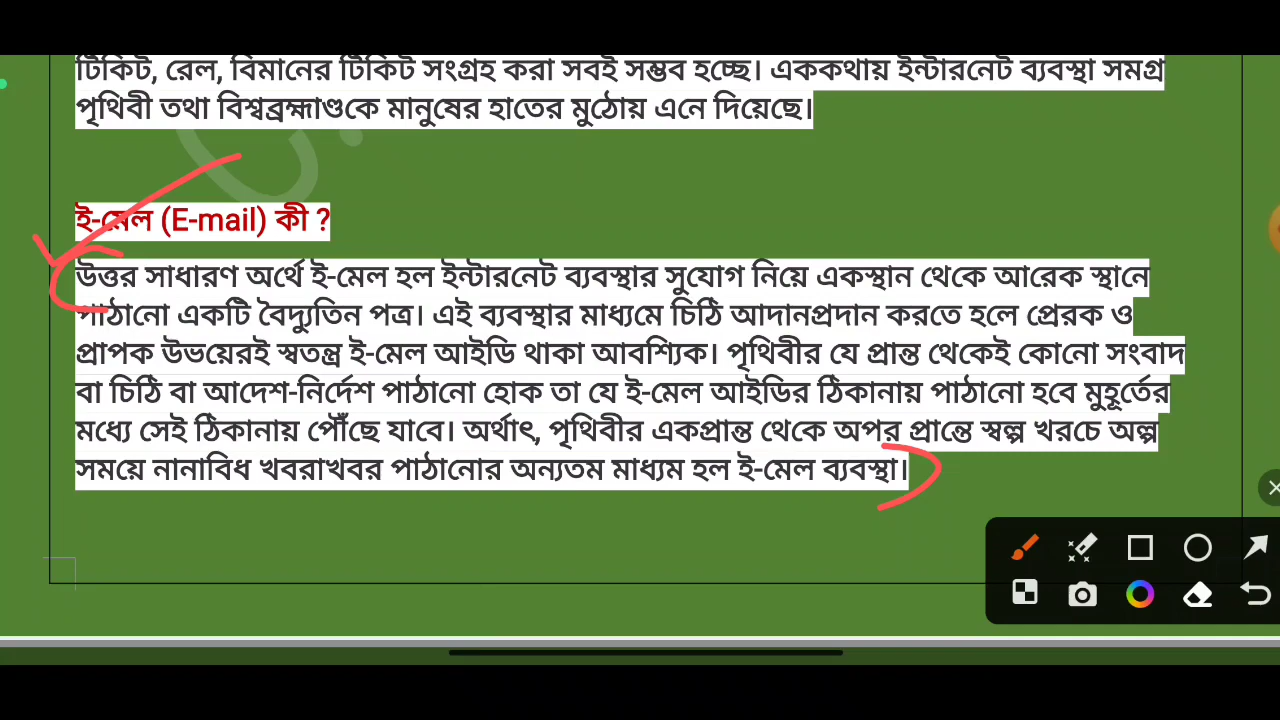 টিকিট, রেল, বিমানের টিকিট সংগ্রহ করা সবই সম্ভব হচ্ছে। এককথায় ইন্টারনেট ব্যবস্থা সমগ্র
পৃথিবী তথা বিশ্বব্রহ্মাণ্ডকে মানুষের হাতের মুঠোয় এনে দিয়েছে।
ই-মেল (E-mail) কী ?
উত্তর সাধারণ অর্থে ই-মেল হল ইন্টারনেট ব্যবস্থার সুযোগ নিয়ে একস্থান থেকে আরেক স্থানে
পাঠানো একটি বৈদ্যুতিন পত্র। এই ব্যবস্থার মাধ্যমে চিঠি আদানপ্রদান করতে হলে প্রেরক ও
প্রাপক উভয়েরই স্বতন্ত্র ই-মেল আইডি থাকা আবশ্যিক। পৃথিবীর যে প্রান্ত থেকেই কোনো সংবাদ
বা চিঠি বা আদেশ-নির্দেশ পাঠানো হোক তা যে ই-মেল আইডির ঠিকানায় পাঠানো হবে মুহূর্তের
মধ্যে সেই ঠিকানায় পৌঁছে যাবে। অর্থাৎ, পৃথিবীর একপ্রান্ত থেকে অপর প্রান্তে স্বল্প খরচে অল্প
সময়ে নানাবিধ খবরাখবর পাঠানোর অন্যতম মাধ্যম হল ই-মেল ব্যবস্থা।